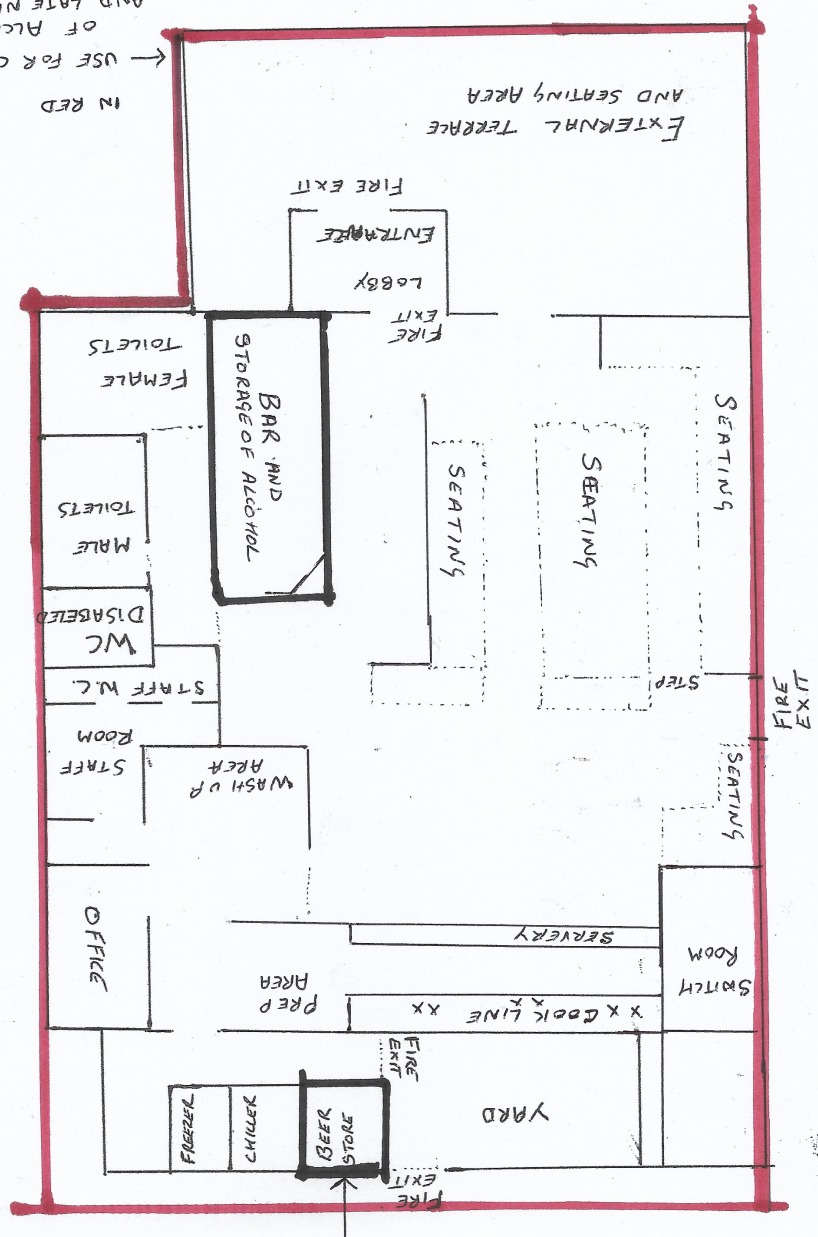 IN RED
← USE FOR
OF
AND LATE
EXTERNAL TERRACE
AND SEATING AREA
FIRE EXIT
ENTRANCE
LOBBY
FIRE
EXIT
FEMALE
TOILETS
BAR AND
STORAGE OF ALCOHOL
SEATING
SEATING
SEATING
MALE
TOILETS
DISABELED
WC
STAFF W.C.
STEP
FIRE
EXIT
STAFF
ROOM
WASH UP
AREA
SEATING
OFFICE
SERVERY
PREP
AREA
X X COOK LINE XX XX
SWITCH
ROOM
FIRE
EXIT
FREEZER
CHILLER
BEER
STORE
YARD
FIRE
EXIT